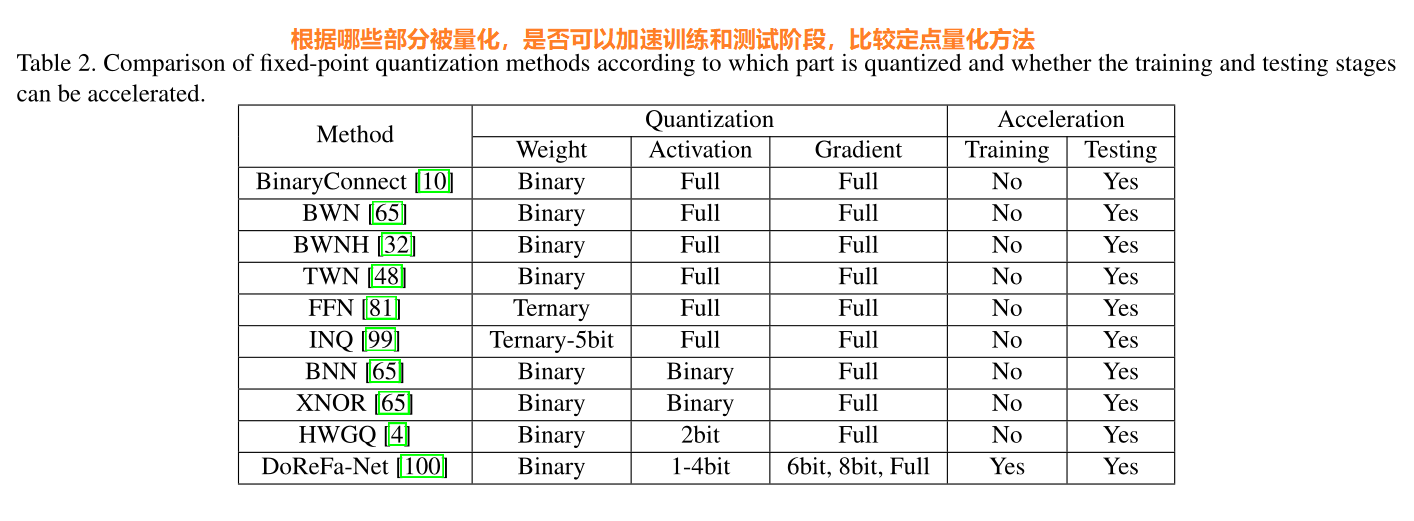 根据哪些部分被量化，是否可以加速训练和测试阶段，比较定点量化方法
Table 2. Comparison of fixed-point quantization methods according to which part is quantized and whether the training and testing stages
can be accelerated.
Method Quantization Acceleration
Weight Activation Gradient Training Testing
BinaryConnect [10] Binary Full Full No Yes
BWN [65] Binary Full Full No Yes
BWNH [32] Binary Full Full No Yes
TWN [48] Binary Full Full No Yes
FFN [81] Ternary Full Full No Yes
INQ [99] Ternary-5bit Full Full No Yes
BNN [65] Binary Binary Full No Yes
XNOR [65] Binary Binary Full No Yes
HWGQ [4] Binary 2bit Full No Yes
DoReFa-Net [100] Binary 1-4bit 6bit, 8bit, Full Yes Yes